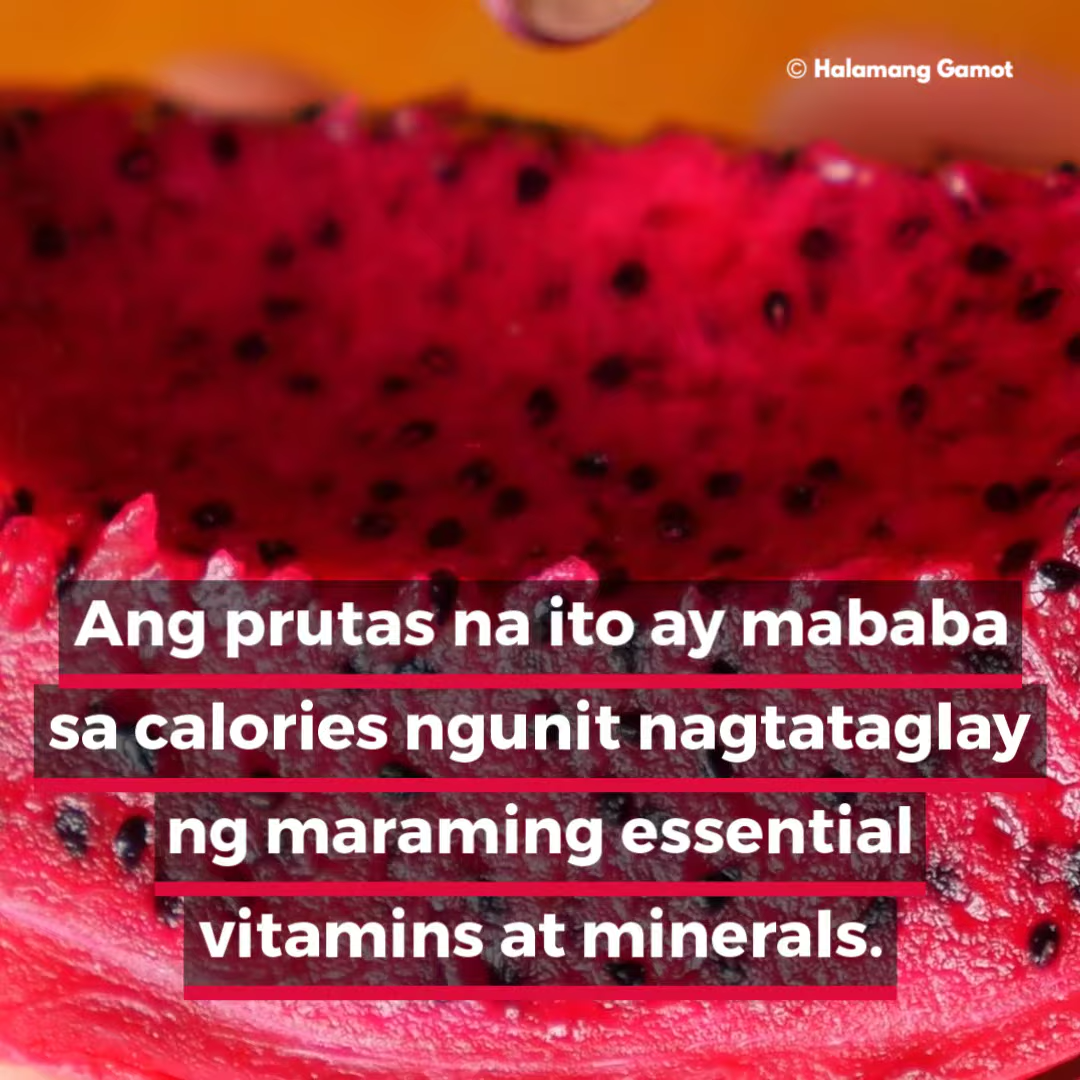 © Halamang Gamot
Ang prutas na ito ay mababa
sa calories ngunit nagtataglay
ng maraming essential
vitamins at minerals.